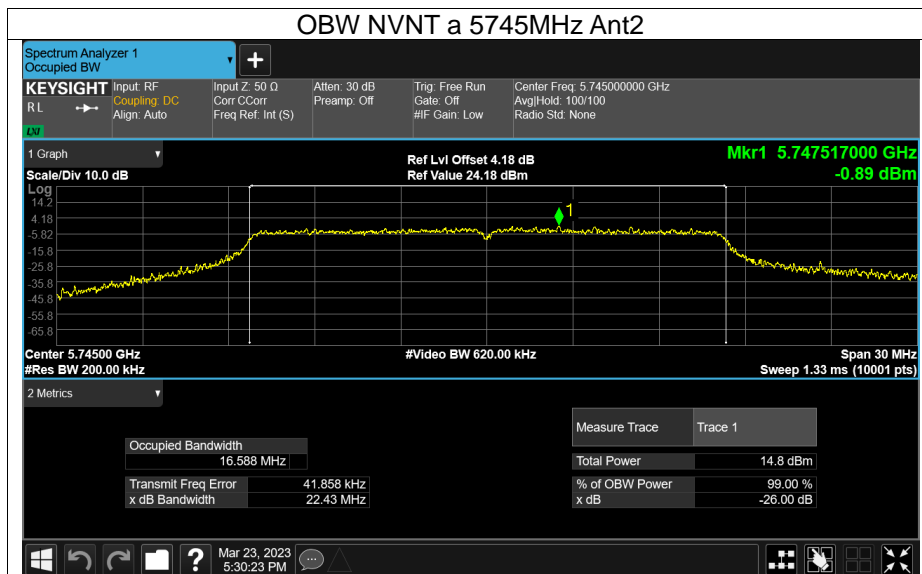 OBW NVNT a 5745MHz Ant2
Spectrum Analyzer 1
Occupied BW
+
KEYSIGHT
R L
LXI
Input: RF
Coupling: DC
Align: Auto
Input Z: 50 Ω
Corr CCorr
Freq Ref: Int (S)
Atten: 30 dB
Preamp: Off
Trig: Free Run
Gate: Off
#IF Gain: Low
Center Freq: 5.745000000 GHz
Avg|Hold: 100/100
Radio Std: None
1 Graph
Scale/Div 10.0 dB
Ref Lvl Offset 4.18 dB
Ref Value 24.18 dBm
Mkr1 5.747517000 GHz
-0.89 dBm
Log
14.2
4.18
-5.82
-15.8
-25.8
-35.8
-45.8
-55.8
-65.8
1
Center 5.74500 GHz
#Res BW 200.00 kHz
#Video BW 620.00 kHz
Span 30 MHz
Sweep 1.33 ms (10001 pts)
2 Metrics
Occupied Bandwidth
16.588 MHz
Transmit Freq Error 41.858 kHz
x dB Bandwidth 22.43 MHz
Measure Trace Trace 1
Total Power 14.8 dBm
% of OBW Power 99.00 %
x dB -26.00 dB
?
Mar 23, 2023
5:30:23 PM